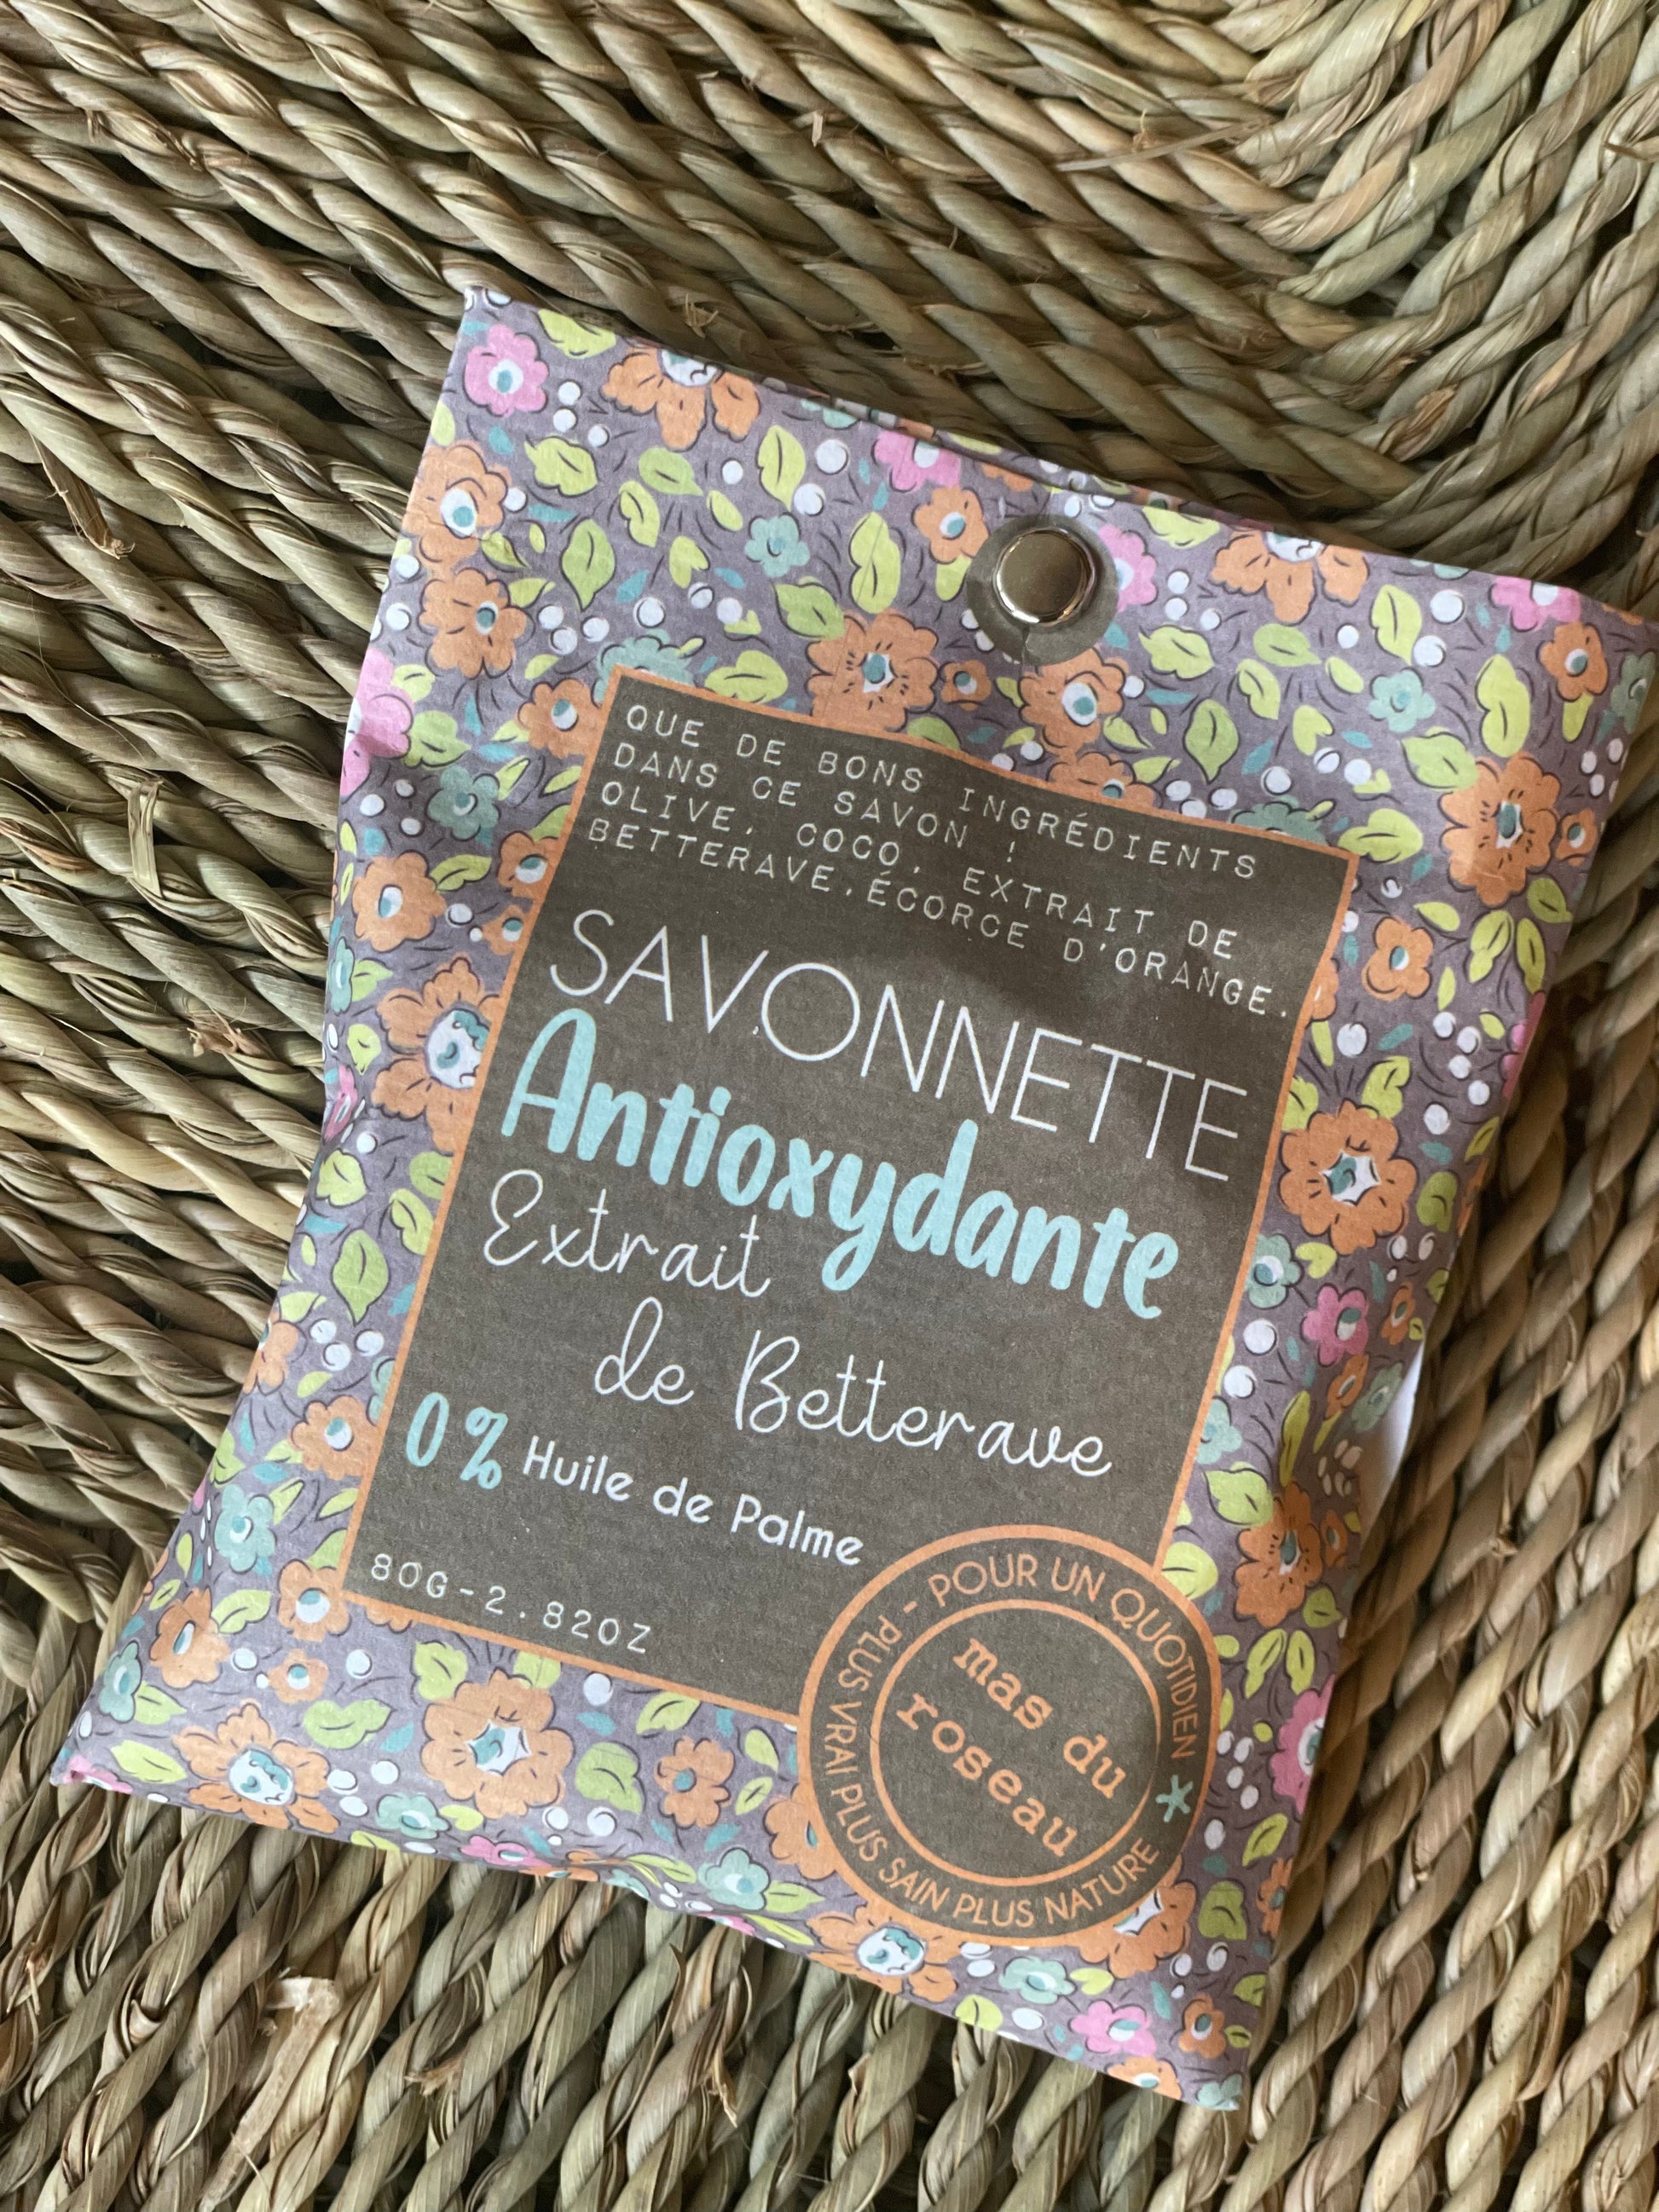 QUE DE BONS INGRÉDIENTS
DANS CE SAVON !
OLIVE, COCO, EXTRAIT DE
BETTERAVE,ÉCORCE D'ORANGE.
SAVONNETTE
Antioxydante
Extrait
de Betterave
0% Huile de Palme
80G-2.82OZ
POUR UN QUOTIDIEN * PLUS VRAI PLUS SAIN PLUS NATURE - PLUS
mas du
roseau